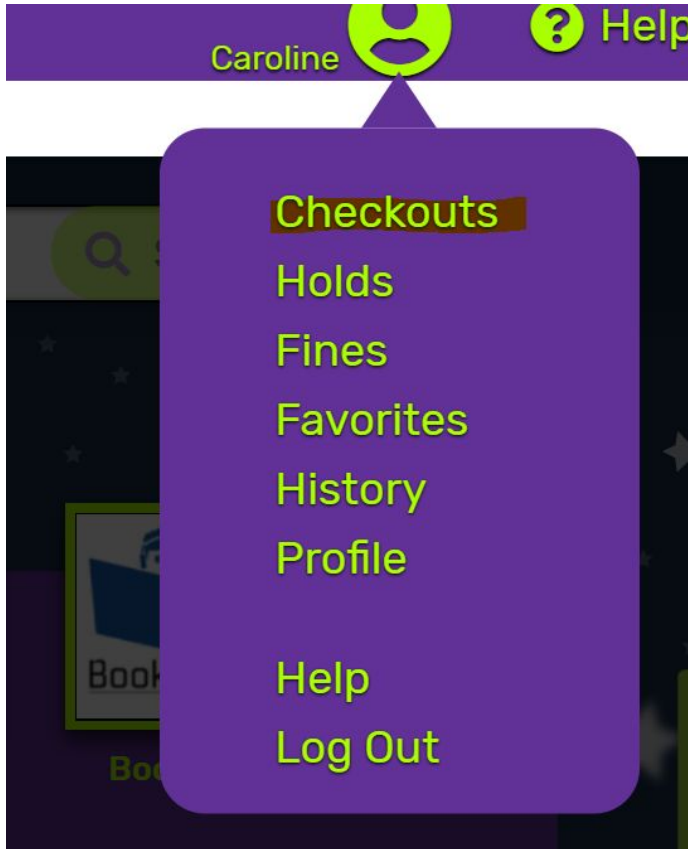 Caroline
? Help
Checkouts
Holds
Fines
Favorites
History
Profile
Help
Log Out